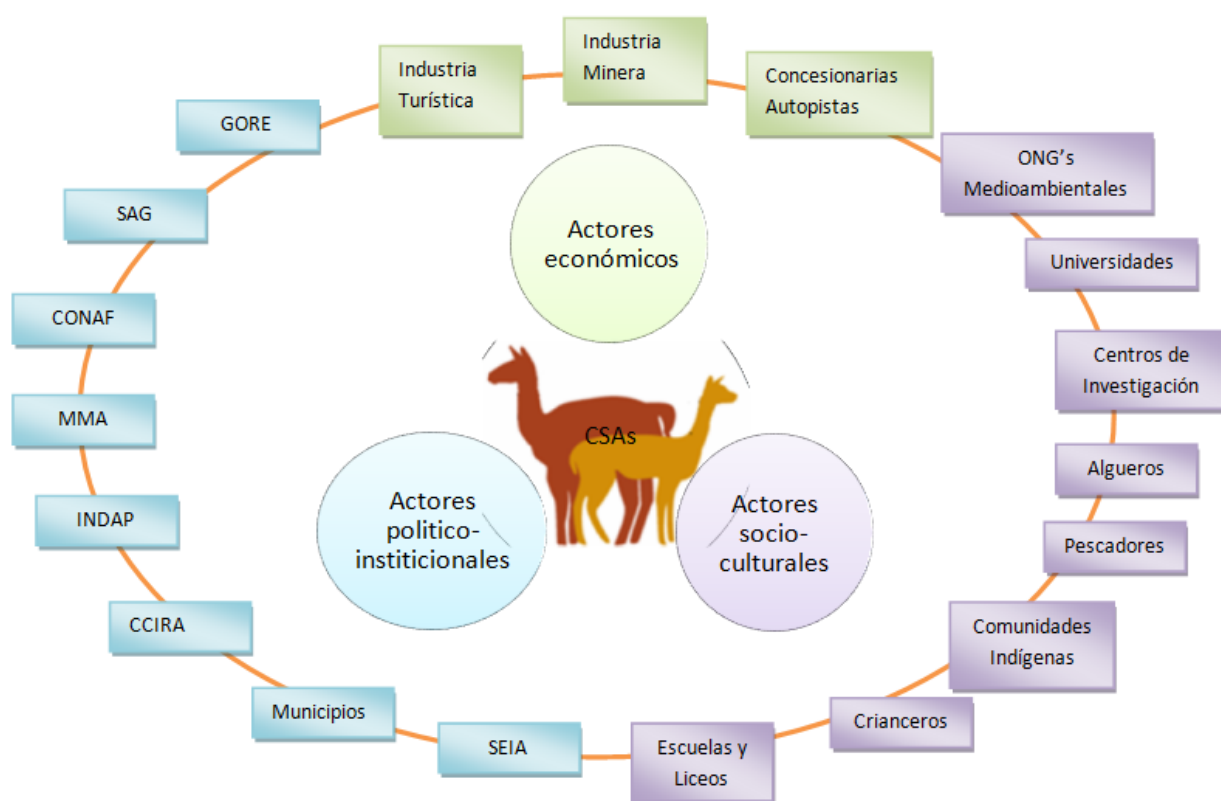 Industria
Minera
Industria
Turística
Concesionarias
Autopistas
GORE
ONG’s
Medioambientales
SAG
Universidades
Actores
económicos
CONAF
Centros de
Investigación
MMA
CSAs
Algueros
Actores
politico-
institicionales
Actores
socio-
culturales
INDAP
Pescadores
CCIRA
Comunidades
Indígenas
Municipios
Crianceros
SEIA
Escuelas y
Liceos